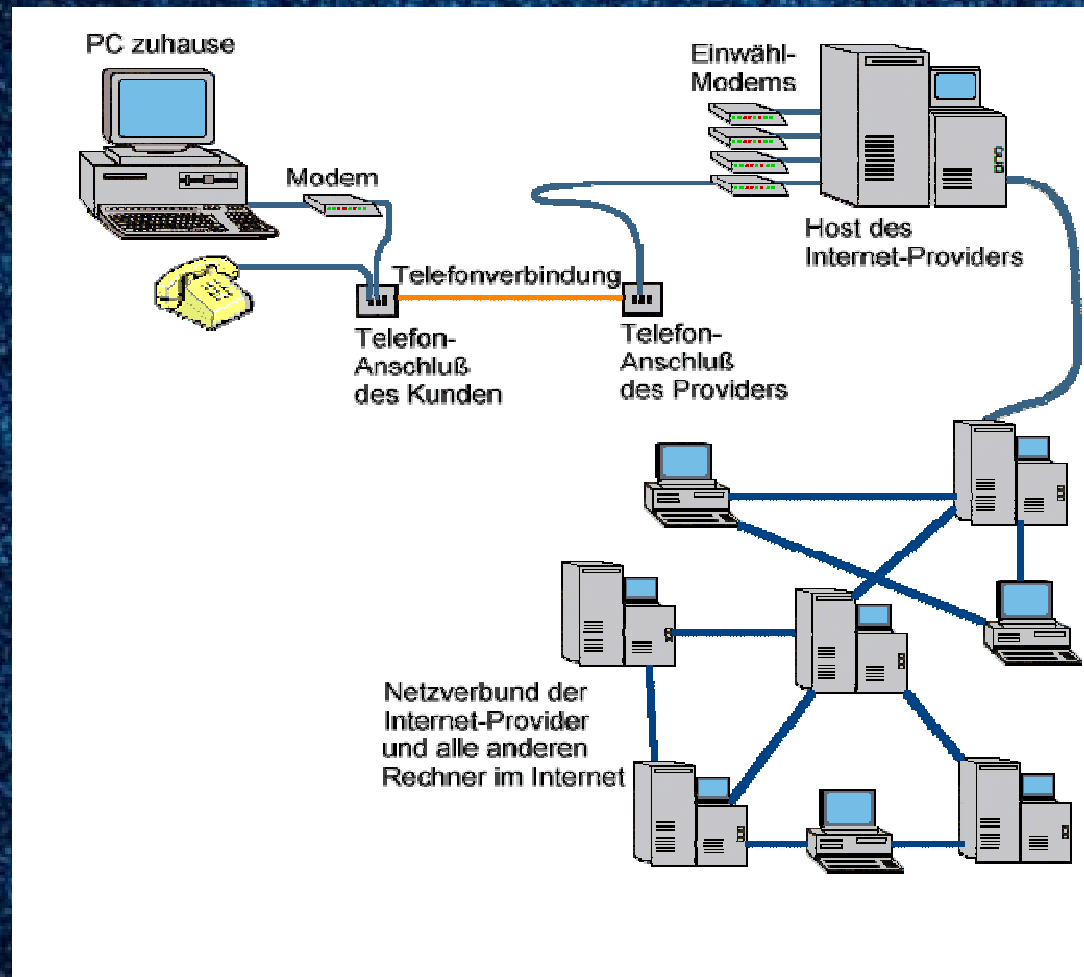 PC zuhause
Einwähl-
Modems
Modem
Host des
Internet-Providers
Telefonverbindung
Telefon-
Anschluß
des Kunden
Telefon-
Anschluß
des Providers
Netzverbund der
Internet-Provider
und alle anderen
Rechner im Internet